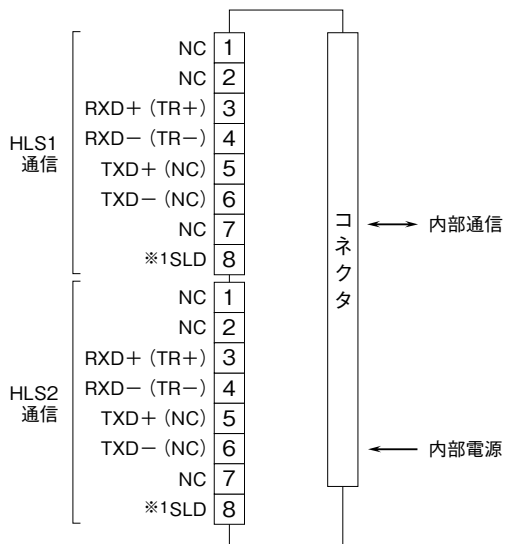 HLS1
通信
NC 1
NC 2
RXD+ (TR+) 3
RXD− (TR−) 4
TXD+ (NC) 5
TXD− (NC) 6
NC 7
※1SLD 8
HLS2
通信
NC 1
NC 2
RXD+ (TR+) 3
RXD− (TR−) 4
TXD+ (NC) 5
TXD− (NC) 6
NC 7
※1SLD 8
コネクタ
内部通信
内部電源